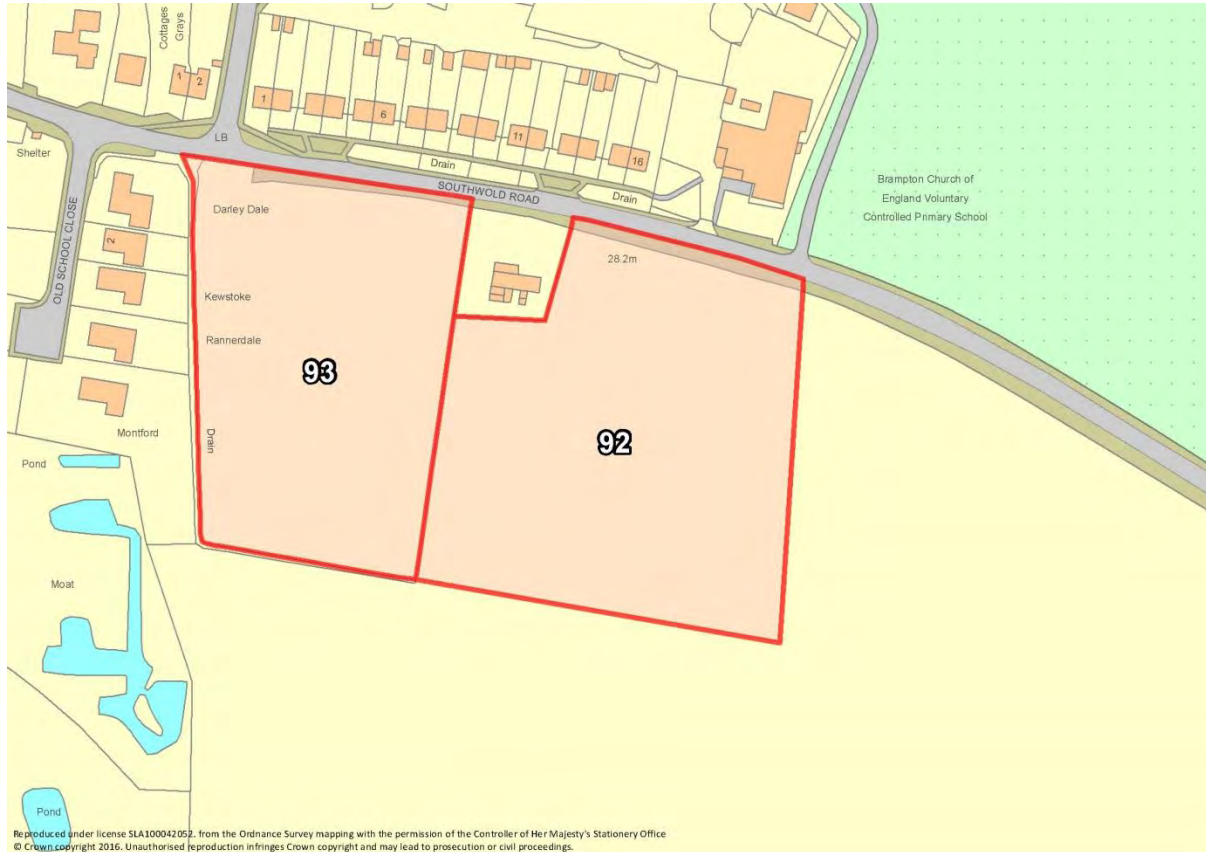 Cottages
Grays
1
2
1
6
11
16
LB
Shelter
Drain
SOUTHWOLD ROAD
Drain
Brampton Church of
England Voluntary
Controlled Primary School
OLD SCHOOL CLOSE
2
Darley Dale
28.2m
Kewstoke
Rannerdale
93
92
Montford
Drain
Pond
Moat
Pond
Reproduced under license SLA100042052. from the Ordnance Survey mapping with the permission of the Controller of Her Majesty's Stationery Office
© Crown copyright 2016. Unauthorised reproduction infringes Crown copyright and may lead to prosecution or civil proceedings.